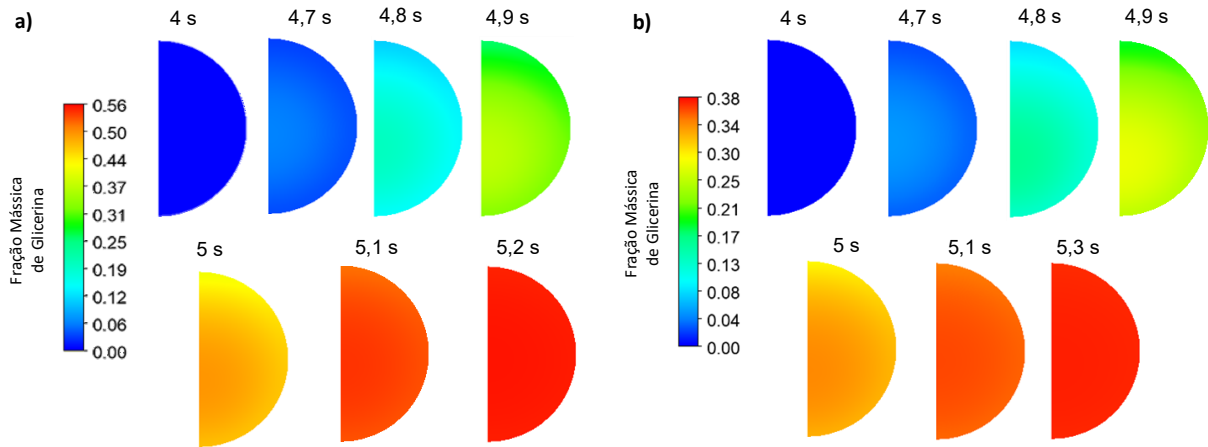 a)
4 s
4,7 s
4,8 s
4,9 s
0.56
0.50
0.44
0.37
0.31
0.25
0.19
0.12
0.06
0.00
Fração Mássica
de Glicerina
5 s
5,1 s
5,2 s
b)
4 s
4,7 s
4,8 s
4,9 s
0.38
0.34
0.30
0.25
0.21
0.17
0.13
0.08
0.04
0.00
Fração Mássica
de Glicerina
5 s
5,1 s
5,3 s